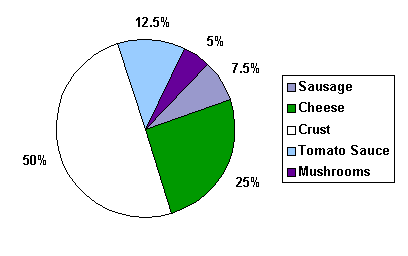 12.5%
5%
7.5%
50%
25%
Sausage
Cheese
Crust
Tomato Sauce
Mushrooms